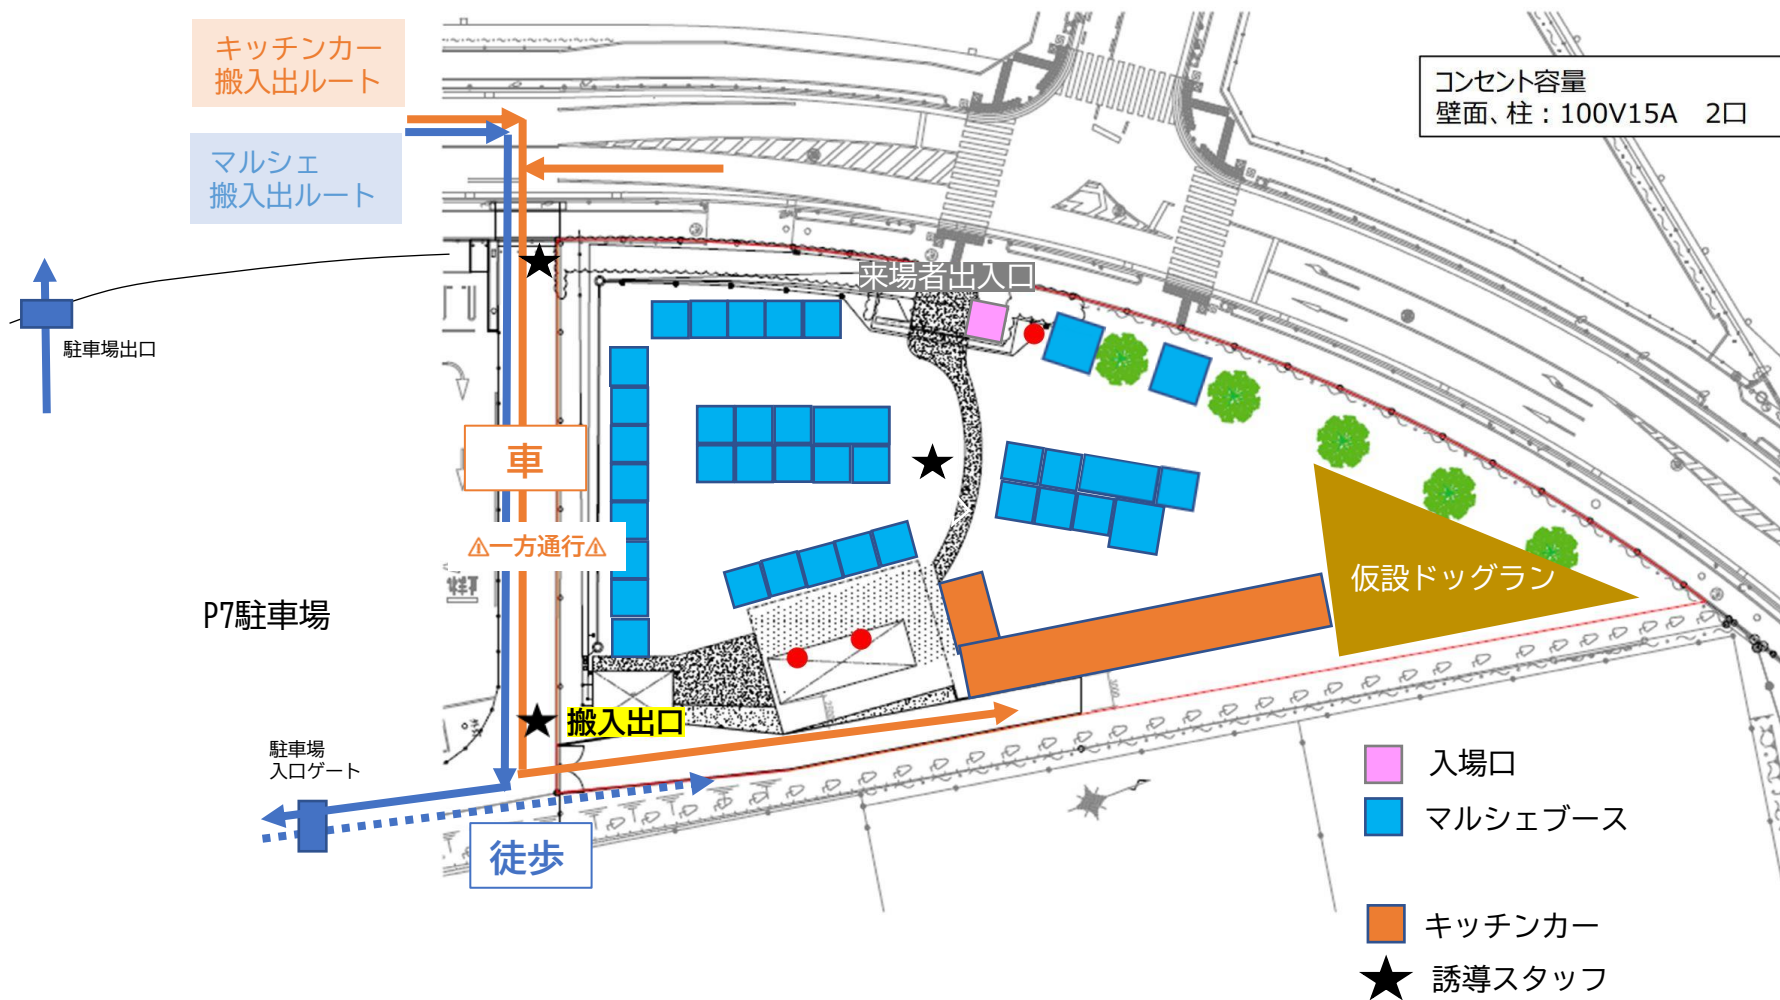 キッチンカー
搬入出ルート
マルシェ
搬入出ルート
コンセント容量
壁面、柱：100V15A　2口
来場者出入口
駐車場出口
車
⚠一方通行⚠
P7駐車場
仮設ドッグラン
搬入出口
駐車場
入口ゲート
徒歩
入場口
マルシェブース
キッチンカー
誘導スタッフ